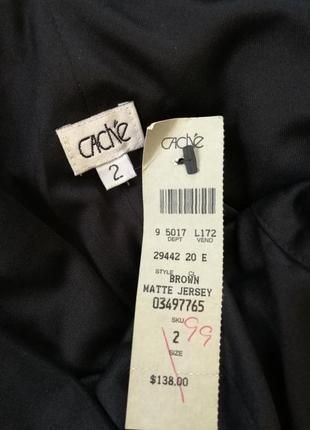 CACHé
2
CACHé
9 5017 L172
DEPT VEND
29442 20 E
STYLE CL
BROWN
MATTE JERSEY
03497765
SKU
99
2
SIZE
$138.00